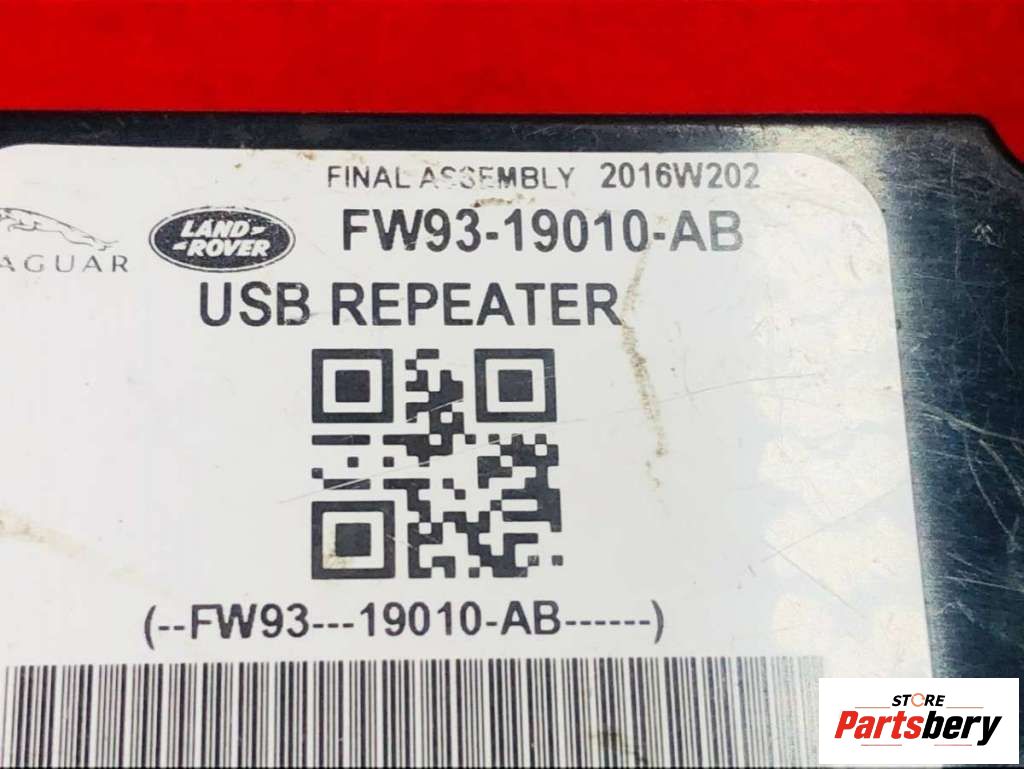 FINAL ASSEMBLY 2016W202
AGUAR
LAND-
-ROVER
FW93-19010-AB
USB REPEATER
(--FW93---19010-AB------)
STORE
Partsbery